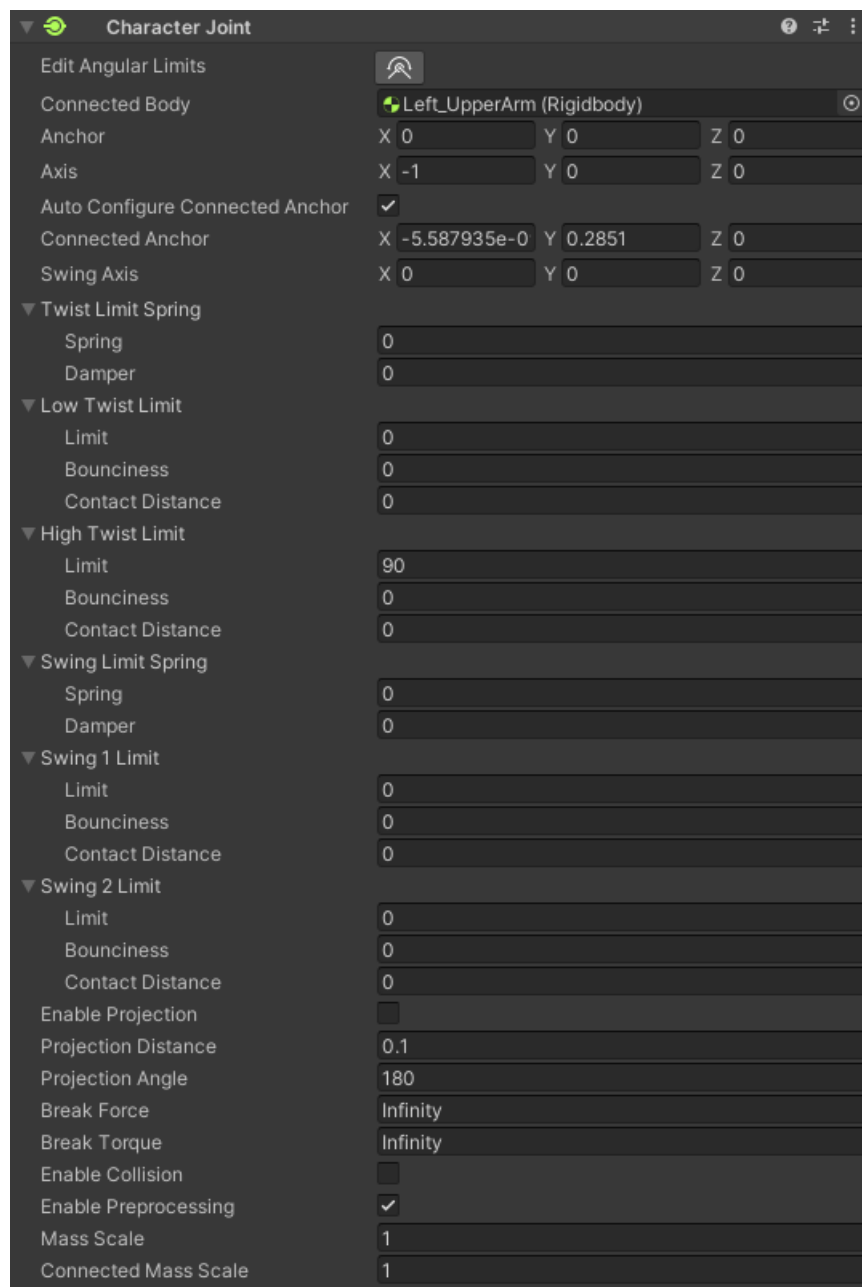 Character Joint
Edit Angular Limits
Connected Body Left_UpperArm (Rigidbody)
Anchor X 0 Y 0 Z 0
Axis X -1 Y 0 Z 0
Auto Configure Connected Anchor
Connected Anchor X -5.587935e-0 Y 0.2851 Z 0
Swing Axis X 0 Y 0 Z 0
Twist Limit Spring
Spring 0
Damper 0
Low Twist Limit
Limit 0
Bounciness 0
Contact Distance 0
High Twist Limit
Limit 90
Bounciness 0
Contact Distance 0
Swing Limit Spring
Spring 0
Damper 0
Swing 1 Limit
Limit 0
Bounciness 0
Contact Distance 0
Swing 2 Limit
Limit 0
Bounciness 0
Contact Distance 0
Enable Projection
Projection Distance 0.1
Projection Angle 180
Break Force Infinity
Break Torque Infinity
Enable Collision
Enable Preprocessing
Mass Scale 1
Connected Mass Scale 1